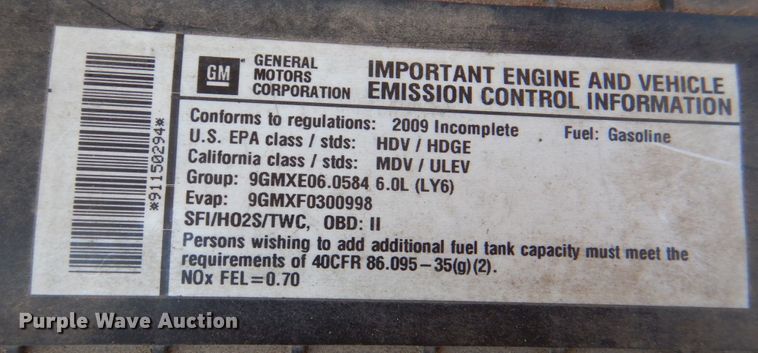 GM
GENERAL
MOTORS
CORPORATION
IMPORTANT ENGINE AND VEHICLE
EMISSION CONTROL INFORMATION
Conforms to regulations: 2009 Incomplete Fuel: Gasoline
U.S. EPA class / stds: HDV / HDGE
California class / stds: MDV / ULEV
Group: 9GMXE06.0584 6.0L (LY6)
Evap: 9GMXF0300998
SFI/HO2S/TWC, OBD: II
Persons wishing to add additional fuel tank capacity must meet the
requirements of 40CFR 86.095-35(g)(2).
NOx FEL=0.70
*91150294*
Purple Wave Auction